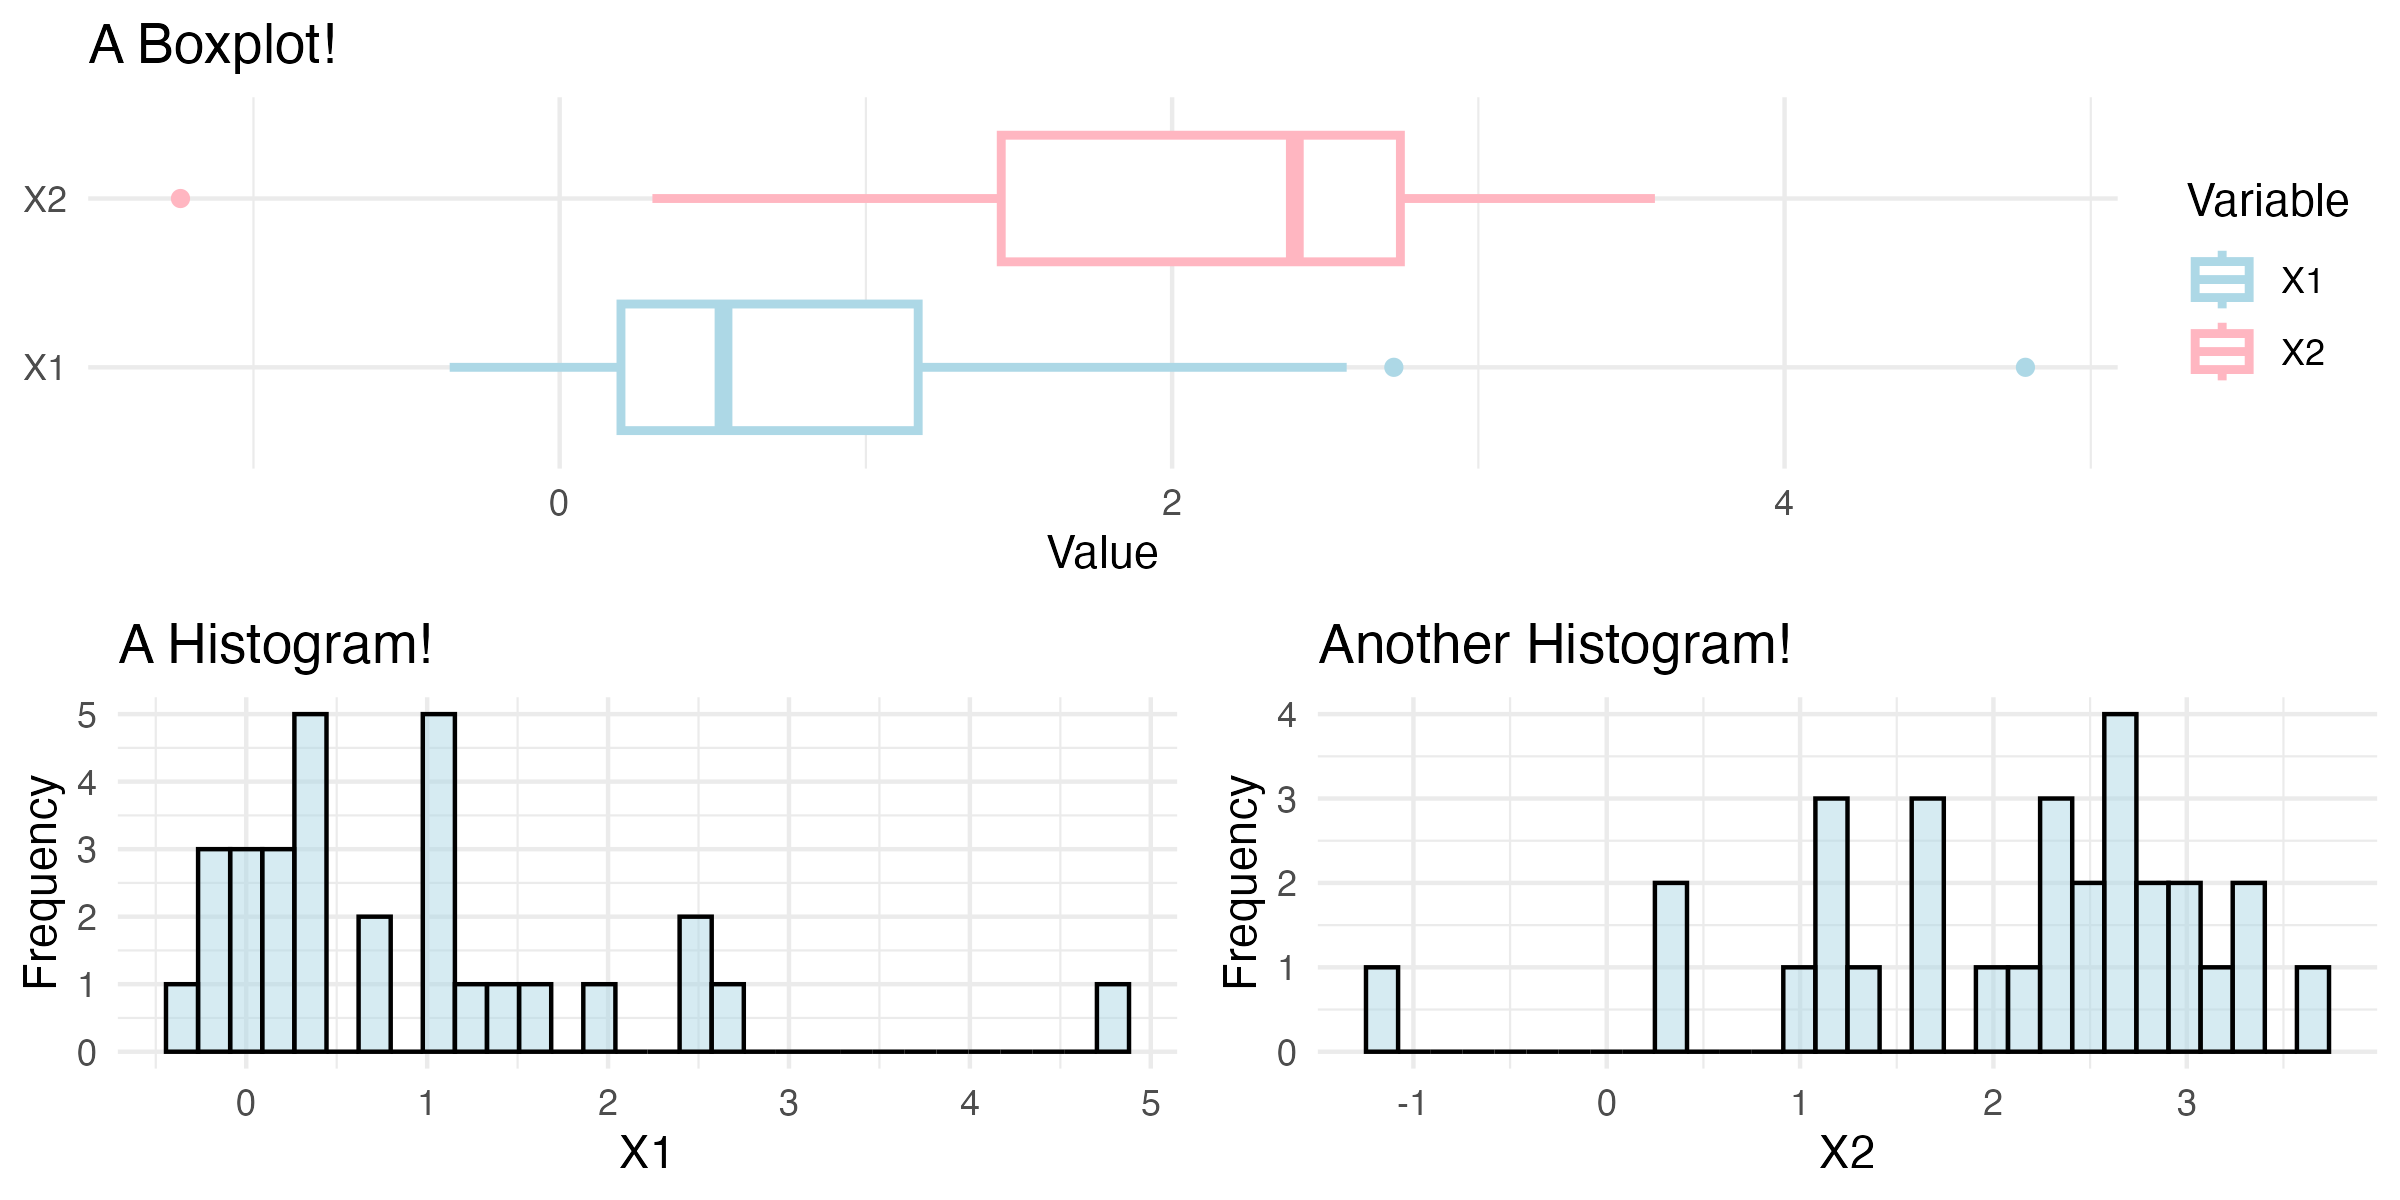 A Boxplot!
X2
X1
0 2 4
Value
Variable
X1
X2
A Histogram!
Frequency
5
4
3
2
1
0
0 1 2 3 4 5
X1
Another Histogram!
Frequency
4
3
2
1
0
-1 0 1 2 3
X2